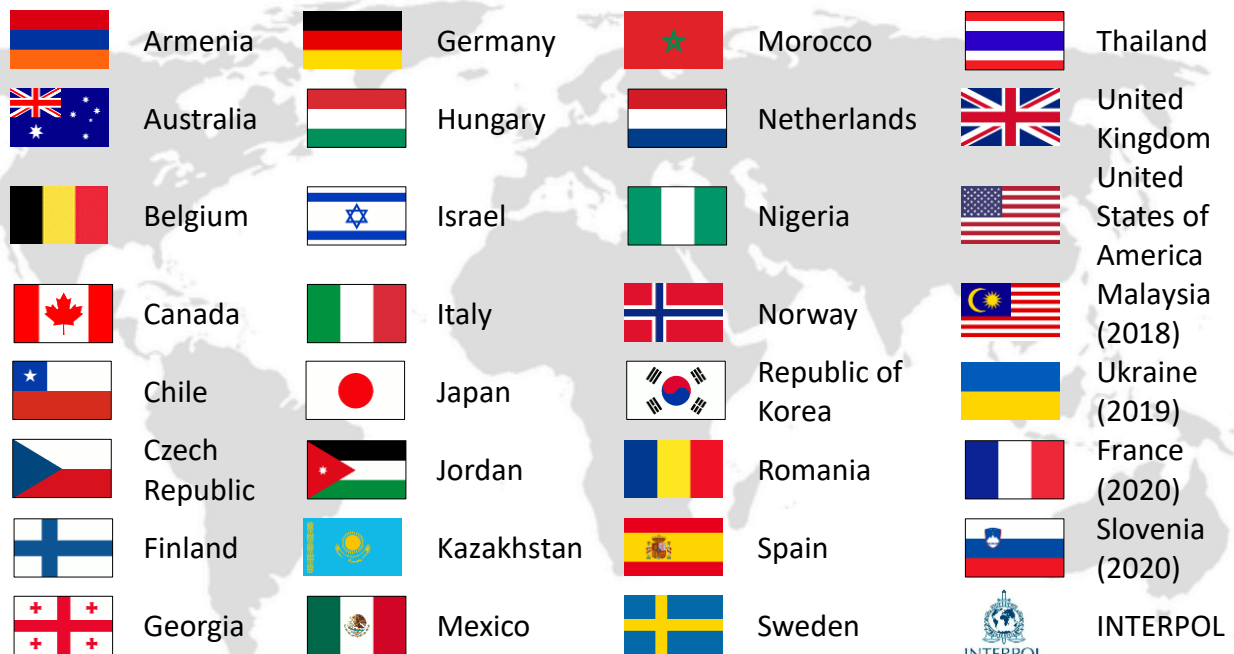 Armenia
Australia
Belgium
Canada
Chile
Czech
Republic
Finland
Georgia
Germany
Hungary
Israel
Italy
Japan
Jordan
Kazakhstan
Mexico
Morocco
Netherlands
Nigeria
Norway
Republic of
Korea
Romania
Spain
Sweden
Thailand
United
Kingdom
United
States of
America
Malaysia
(2018)
Ukraine
(2019)
France
(2020)
Slovenia
(2020)
INTERPOL
INTERPOL